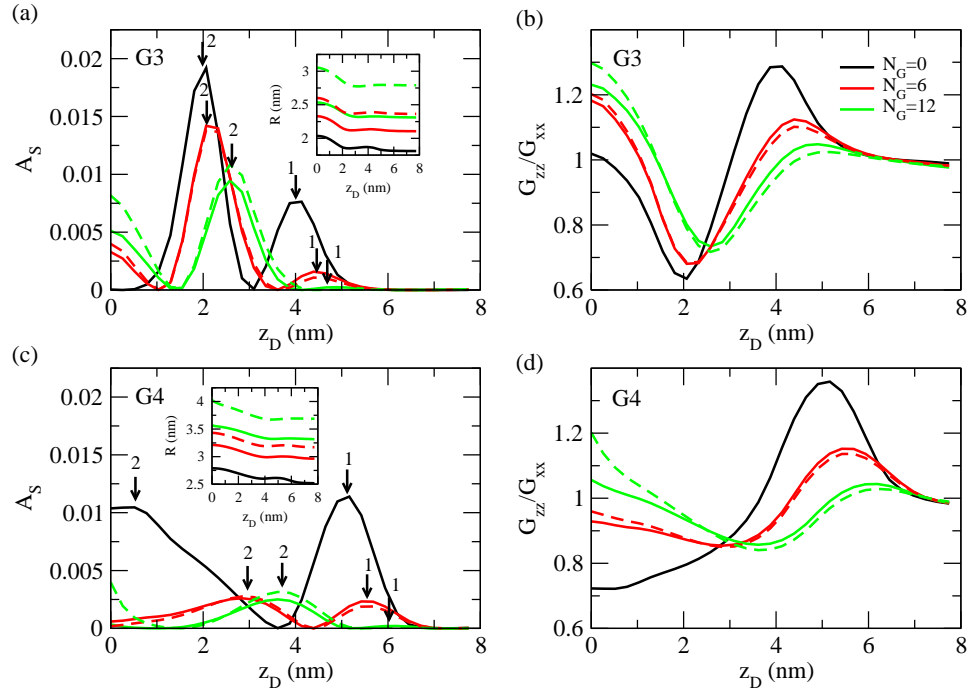 (a)
G3
2
2
2
1
1
1
A_S
0.02
0.015
0.01
0.005
0
0 2 4 6 8
z_D (nm)
R (nm)
3
2.5
2
0 2 4 6 8
z_D (nm)
(b)
G3
N_G=0
N_G=6
N_G=12
G_zz/G_xx
1.2
1
0.8
0.6
0 2 4 6 8
z_D (nm)
(c)
G4
2
2
2
1
1
1
A_S
0.02
0.015
0.01
0.005
0
0 2 4 6 8
z_D (nm)
R (nm)
4
3.5
3
2.5
0 2 4 6 8
z_D (nm)
(d)
G4
G_zz/G_xx
1.2
1
0.8
0.6
0 2 4 6 8
z_D (nm)